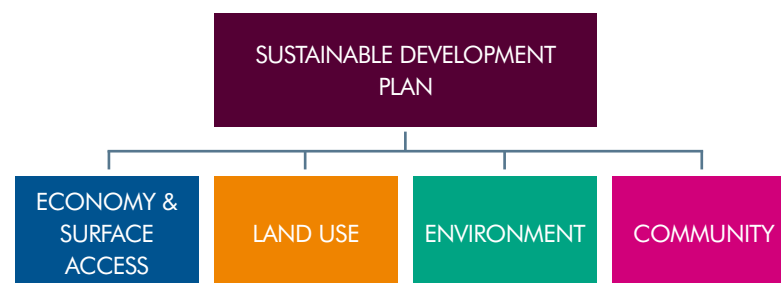 SUSTAINABLE DEVELOPMENT
PLAN
ECONOMY &
SURFACE
ACCESS
LAND USE
ENVIRONMENT
COMMUNITY